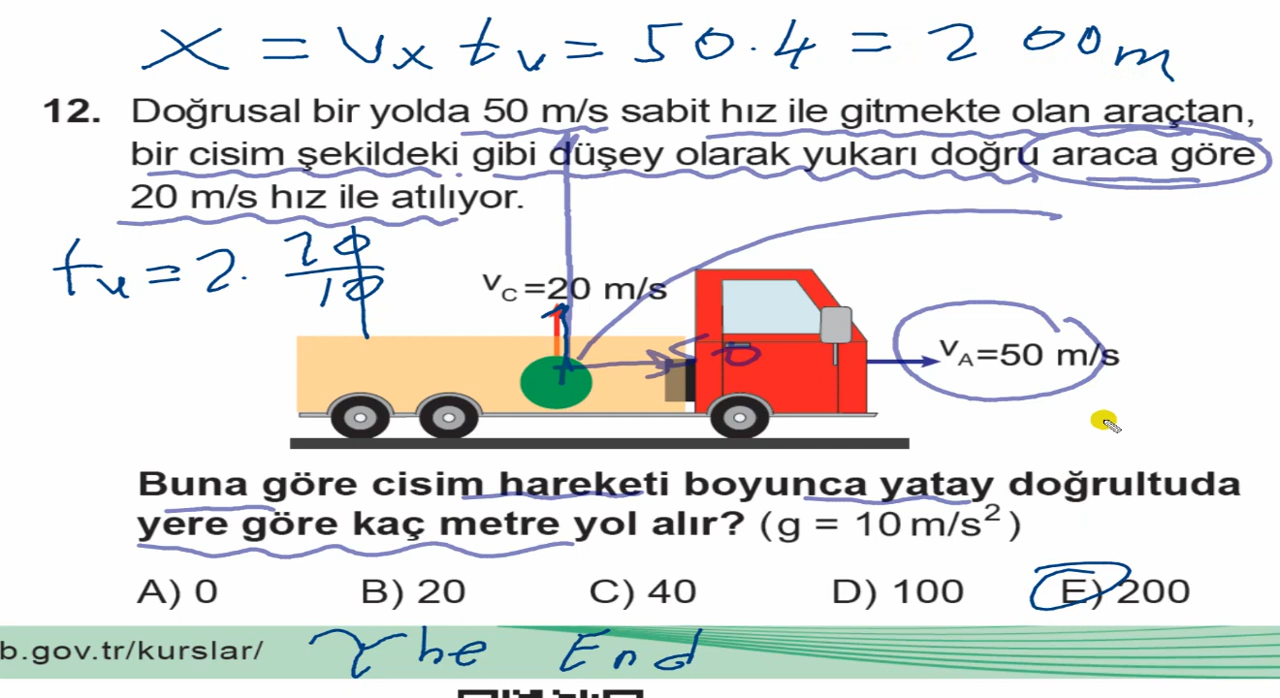 X = Vx tv = 50.4 = 200m
12. Doğrusal bir yolda 50 m/s sabit hız ile gitmekte olan araçtan,
bir cisim şekildeki gibi düşey olarak yukarı doğru araca göre
20 m/s hız ile atılıyor.
tu = 2. 20/10
vC=20 m/s
50
vA=50 m/s
Buna göre cisim hareketi boyunca yatay doğrultuda
yere göre kaç metre yol alır? (g = 10 m/s²)
A) 0 B) 20 C) 40 D) 100 E) 200
b.gov.tr/kurslar/
The End